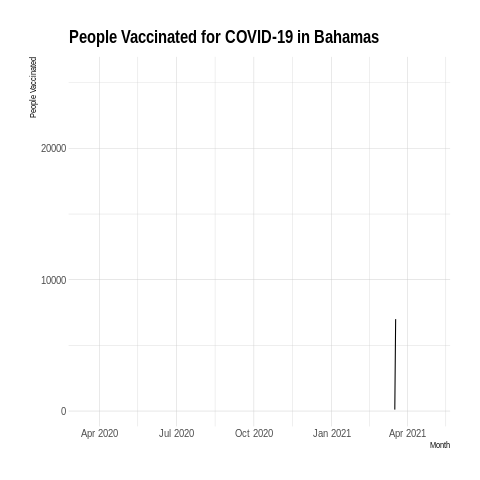 People Vaccinated for COVID-19 in Bahamas
People Vaccinated
20000
10000
0
Apr 2020 Jul 2020 Oct 2020 Jan 2021 Apr 2021
Month